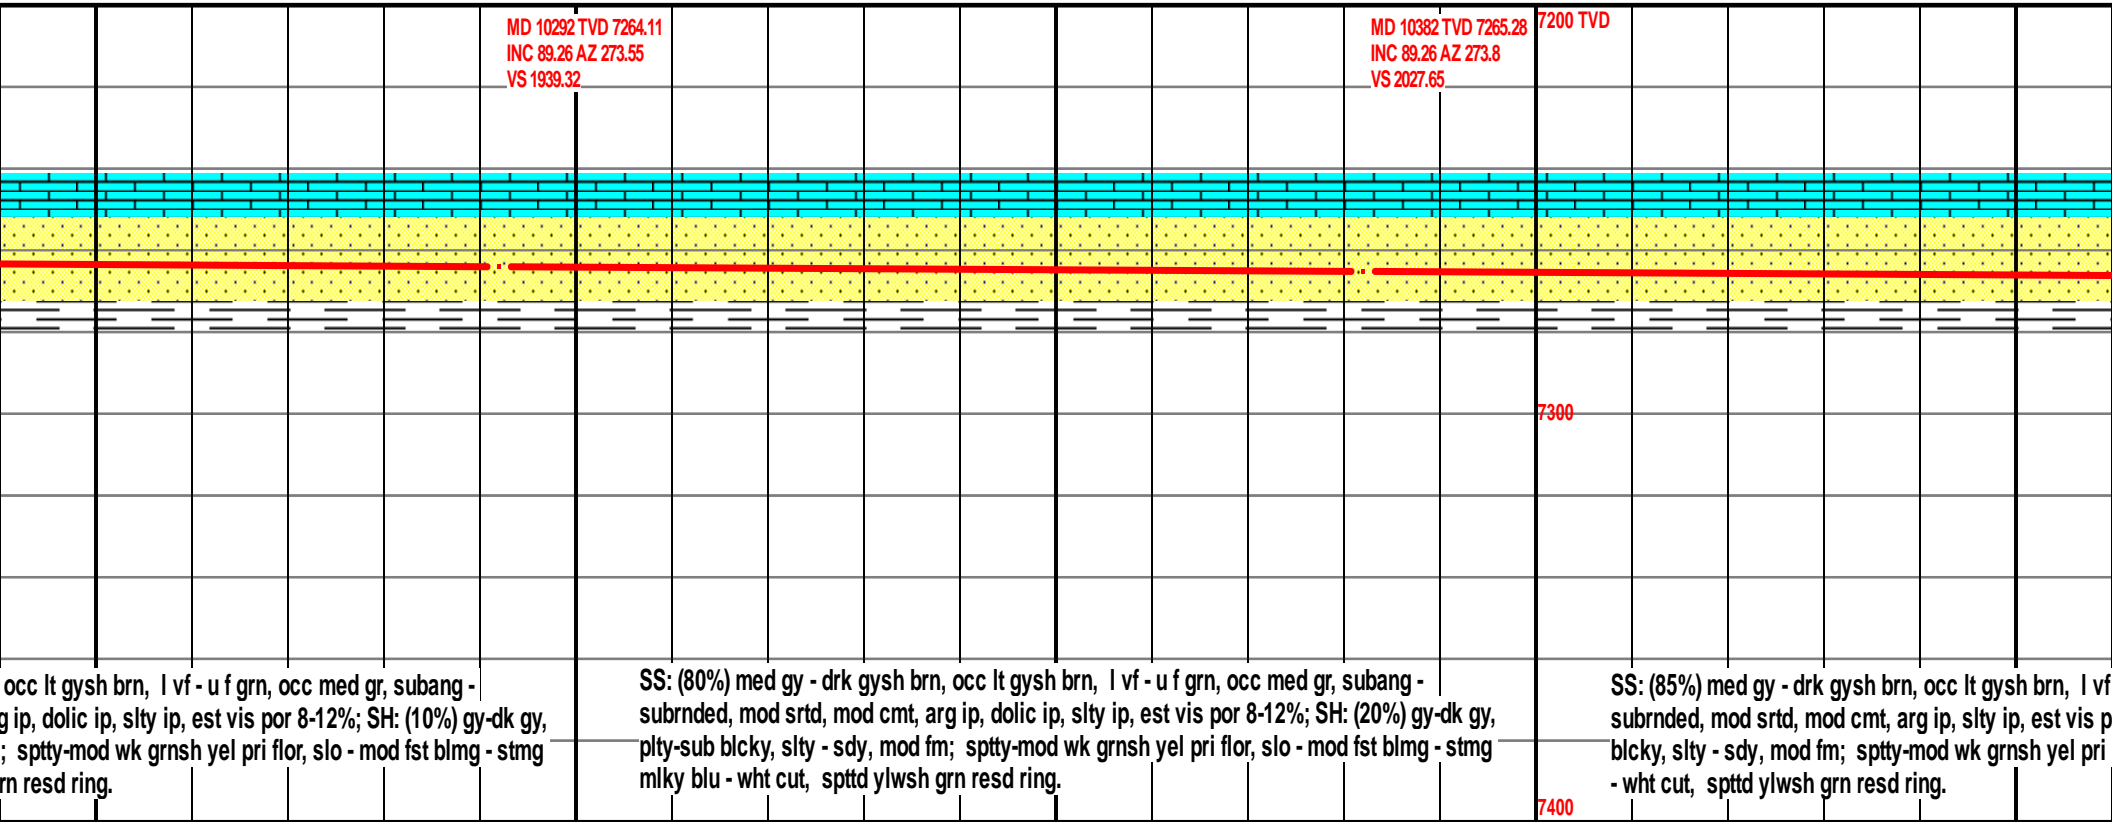 MD 10292 TVD 7264.11
INC 89.26 AZ 273.55
VS 1939.32
MD 10382 TVD 7265.28
INC 89.26 AZ 273.8
VS 2027.65
7200 TVD
7300
occ lt gysh brn, l vf - u f grn, occ med gr, subang -
g ip, dolic ip, slty ip, est vis por 8-12%; SH: (10%) gy-dk gy,
; sptty-mod wk grnsh yel pri flor, slo - mod fst blmg - stmg
rn resd ring.
SS: (80%) med gy - drk gysh brn, occ lt gysh brn, l vf - u f grn, occ med gr, subang -
subrnded, mod srtd, mod cmt, arg ip, dolic ip, slty ip, est vis por 8-12%; SH: (20%) gy-dk gy,
plty-sub blcky, slty - sdy, mod fm; sptty-mod wk grnsh yel pri flor, slo - mod fst blmg - stmg
mlky blu - wht cut, spttd ylwsh grn resd ring.
SS: (85%) med gy - drk gysh brn, occ lt gysh brn, l vf
subrnded, mod srtd, mod cmt, arg ip, slty ip, est vis p
blcky, slty - sdy, mod fm; sptty-mod wk grnsh yel pri
- wht cut, spttd ylwsh grn resd ring.
7400